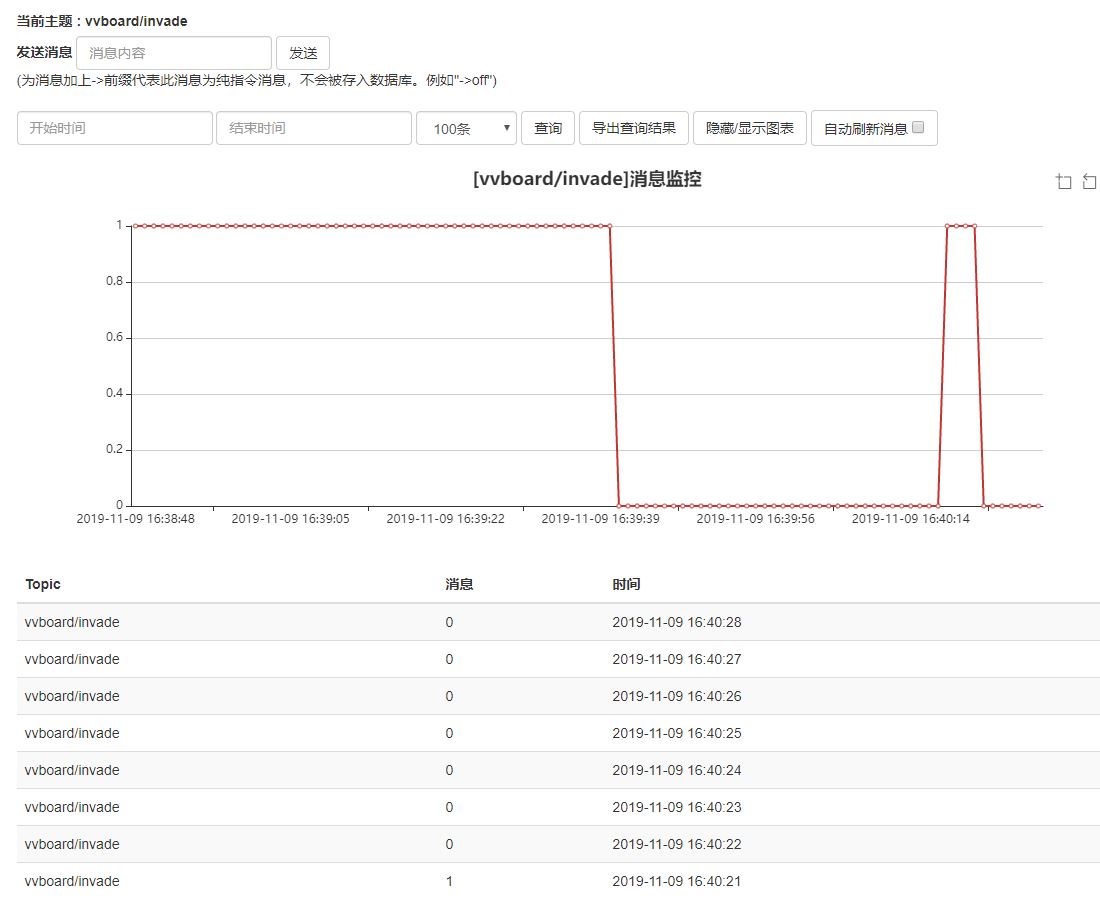 当前主题：vvboard/invade
发送消息 消息内容 发送
(为消息加上->前缀代表此消息为纯指令消息，不会被存入数据库。例如"->off")
开始时间 结束时间 100条 查询 导出查询结果 隐藏/显示图表 自动刷新消息
[vvboard/invade]消息监控
1
0.8
0.6
0.4
0.2
0
2019-11-09 16:38:48 2019-11-09 16:39:05 2019-11-09 16:39:22 2019-11-09 16:39:39 2019-11-09 16:39:56 2019-11-09 16:40:14
Topic 消息 时间
vvboard/invade 0 2019-11-09 16:40:28
vvboard/invade 0 2019-11-09 16:40:27
vvboard/invade 0 2019-11-09 16:40:26
vvboard/invade 0 2019-11-09 16:40:25
vvboard/invade 0 2019-11-09 16:40:24
vvboard/invade 0 2019-11-09 16:40:23
vvboard/invade 0 2019-11-09 16:40:22
vvboard/invade 1 2019-11-09 16:40:21